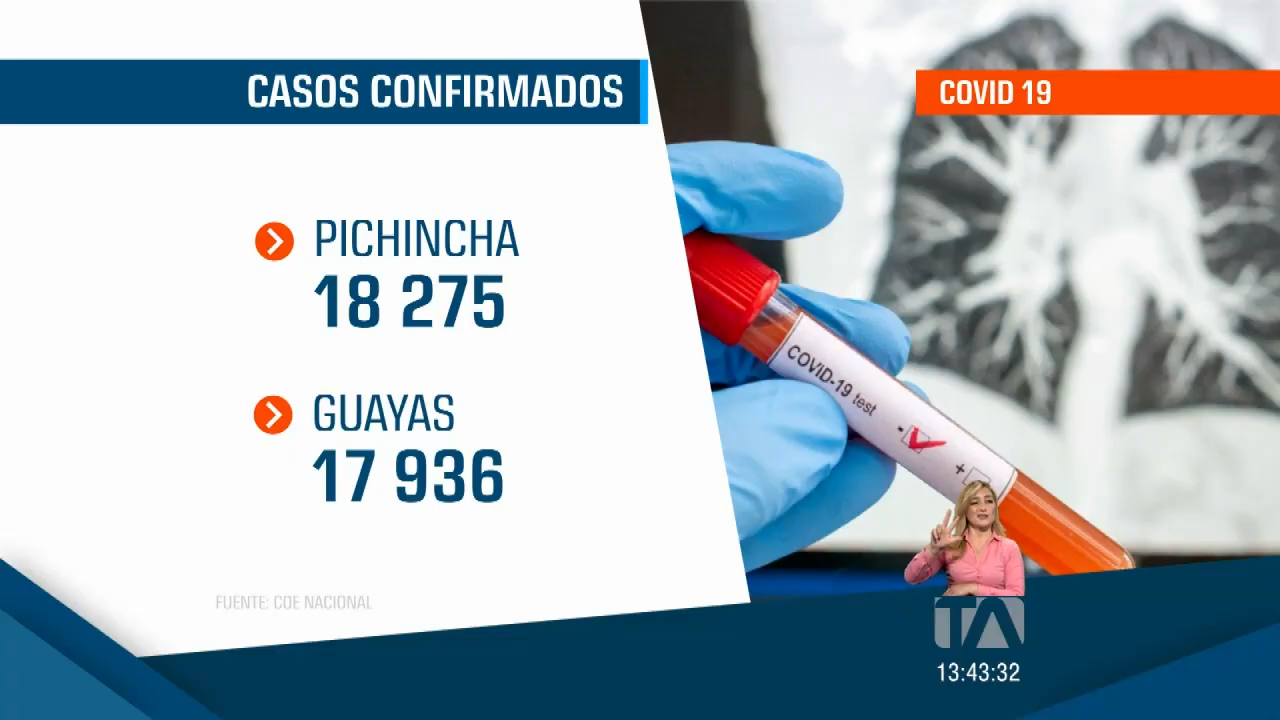 CASOS CONFIRMADOS
COVID 19
PICHINCHA
18 275
GUAYAS
17 936
COVID-19 test
-
+
FUENTE: COE NACIONAL
TA
13:43:32